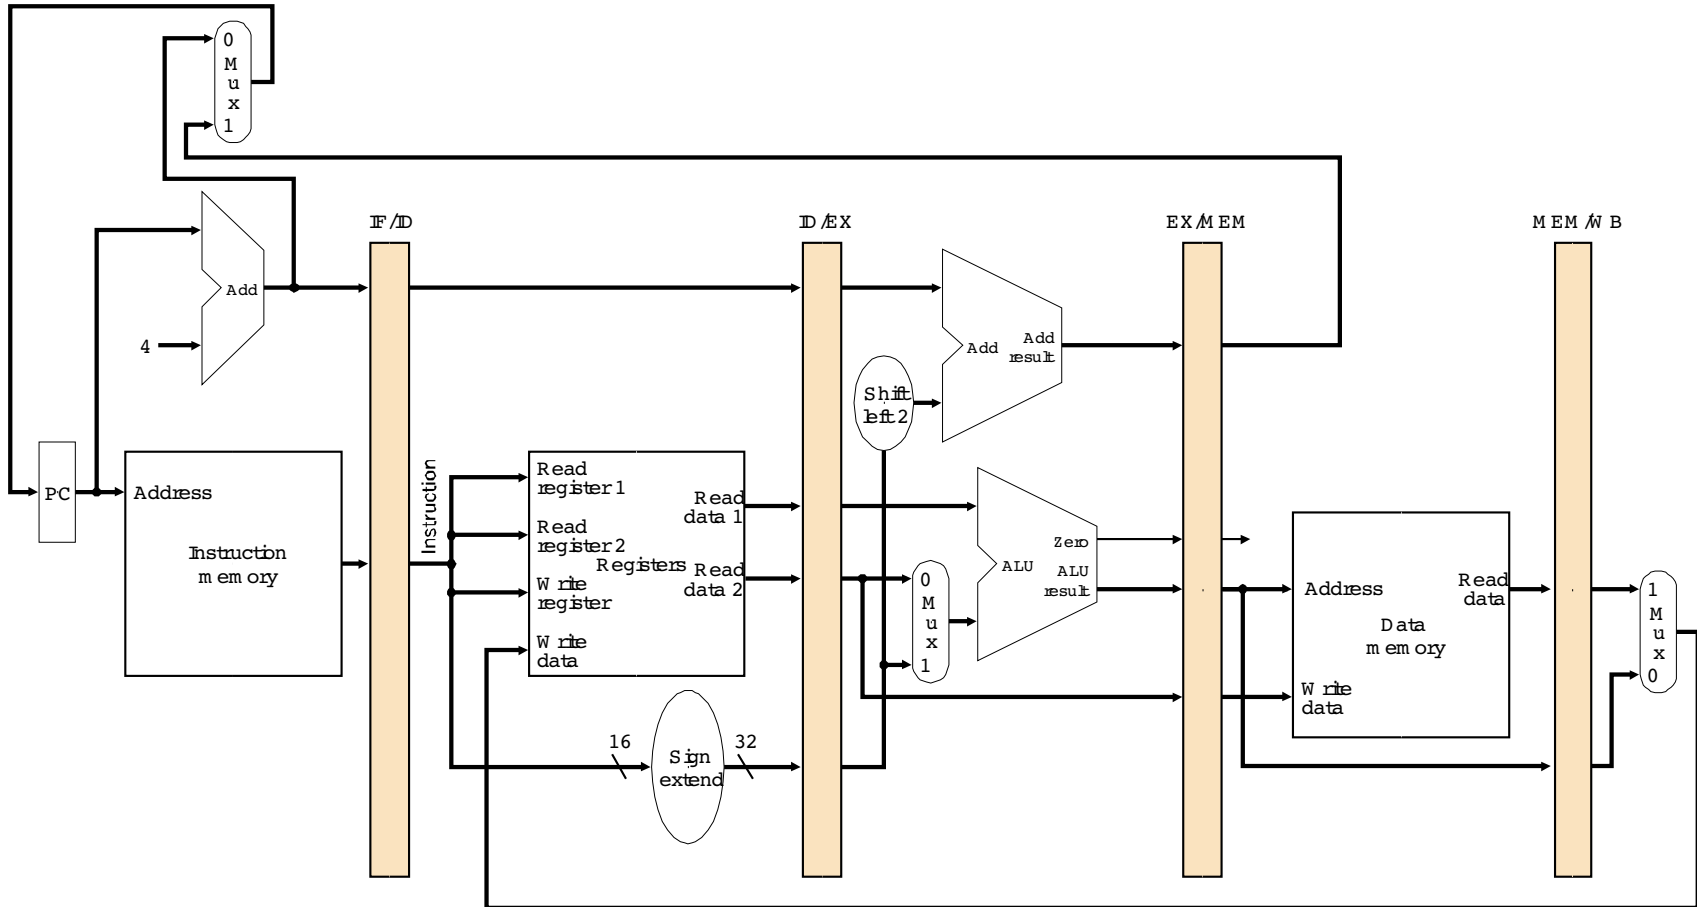 0
M
u
x
1
IF/ID
ID/EX
EX/MEM
MEM/WB
Add
4
Add
Add
result
Shift
left 2
PC
Address
Instruction
memory
Instruction
Read
register 1
Read
register 2
Registers
Write
register
Write
data
Read
data 1
Read
data 2
0
M
u
x
1
Zero
ALU
ALU
result
Address
Read
data
Data
memory
Write
data
1
M
u
x
0
16
Sign
extend
32